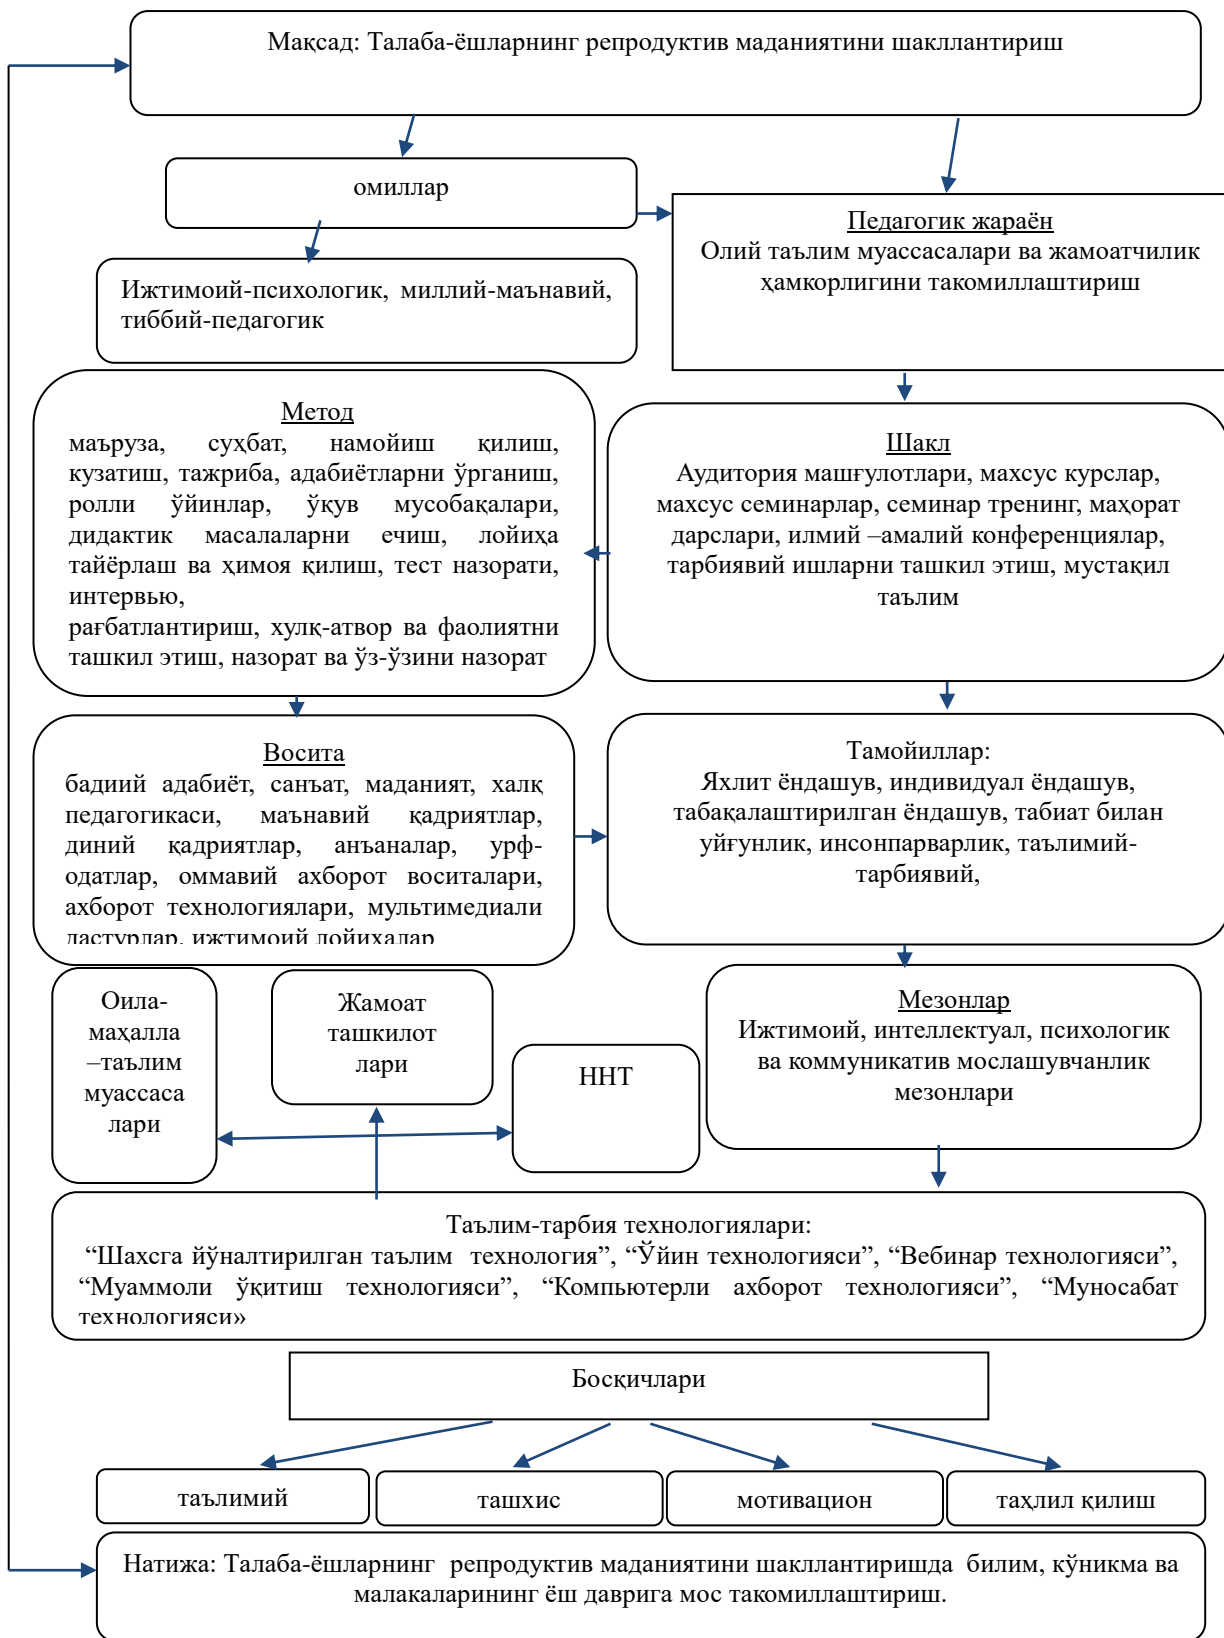 Мақсад: Талаба-ёшларнинг репродуктив маданиятини шакллантириш
омиллар
Педагогик жараён
Олий таълим муассасалари ва жамоатчилик
ҳамкорлигини такомиллаштириш
Ижтимоий-психологик, миллий-маънавий,
тиббий-педагогик
Метод
маъруза, суҳбат, намойиш қилиш,
кузатиш, тажриба, адабиётларни ўрганиш,
ролли ўйинлар, ўқув мусобақалари,
дидактик масалаларни ечиш, лойиҳа
тайёрлаш ва ҳимоя қилиш, тест назорати,
интервью,
рағбатлантириш, хулқ-атвор ва фаолиятни
ташкил этиш, назорат ва ўз-ўзини назорат
Шакл
Аудитория машғулотлари, махсус курслар,
махсус семинарлар, семинар тренинг, маҳорат
дарслари, илмий –амалий конференциялар,
тарбиявий ишларни ташкил этиш, мустақил
таълим
Восита
бадиий адабиёт, санъат, маданият, халқ
педагогикаси, маънавий қадриятлар,
диний қадриятлар, анъаналар, урф-
одатлар, оммавий ахборот воситалари,
ахборот технологиялари, мультимедиали
дастурлар, ижтимоий лойиҳалар
Тамойиллар:
Яхлит ёндашув, индивидуал ёндашув,
табақалаштирилган ёндашув, табиат билан
уйғунлик, инсонпарварлик, таълимий-
тарбиявий,
Оила-
маҳалла
–таълим
муассаса
лари
Жамоат
ташкилот
лари
ННТ
Мезонлар
Ижтимоий, интеллектуал, психологик
ва коммуникатив мослашувчанлик
мезонлари
Таълим-тарбия технологиялари:
“Шахсга йўналтирилган таълим технология”, “Ўйин технологияси”, “Вебинар технологияси”,
“Муаммоли ўқитиш технологияси”, “Компьютерли ахборот технологияси”, “Муносабат
технологияси»
Босқичлари
таълимий
ташхис
мотивацион
таҳлил қилиш
Натижа: Талаба-ёшларнинг репродуктив маданиятини шакллантиришда билим, кўникма ва
малакаларининг ёш даврига мос такомиллаштириш.